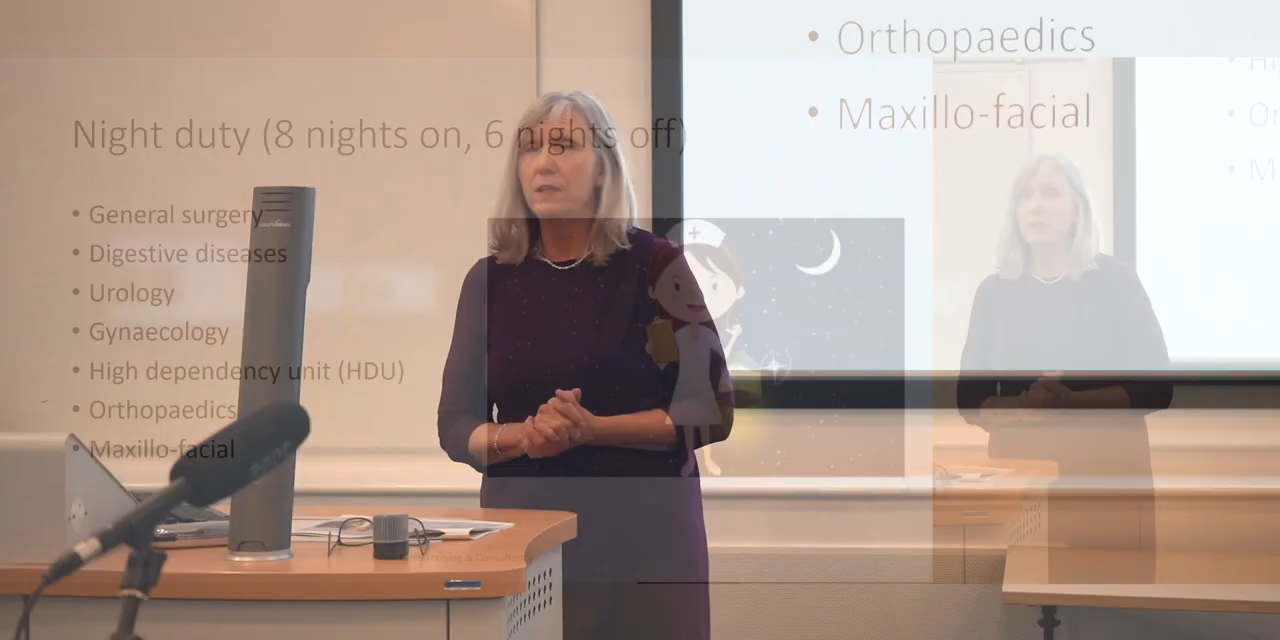 Orthopaedics
Maxillo-facial
Night duty (8 nights on, 6 nights off)
General surgery
Digestive diseases
Urology
Gynaecology
High dependency unit (HDU)
Orthopaedics
Maxillo-facial